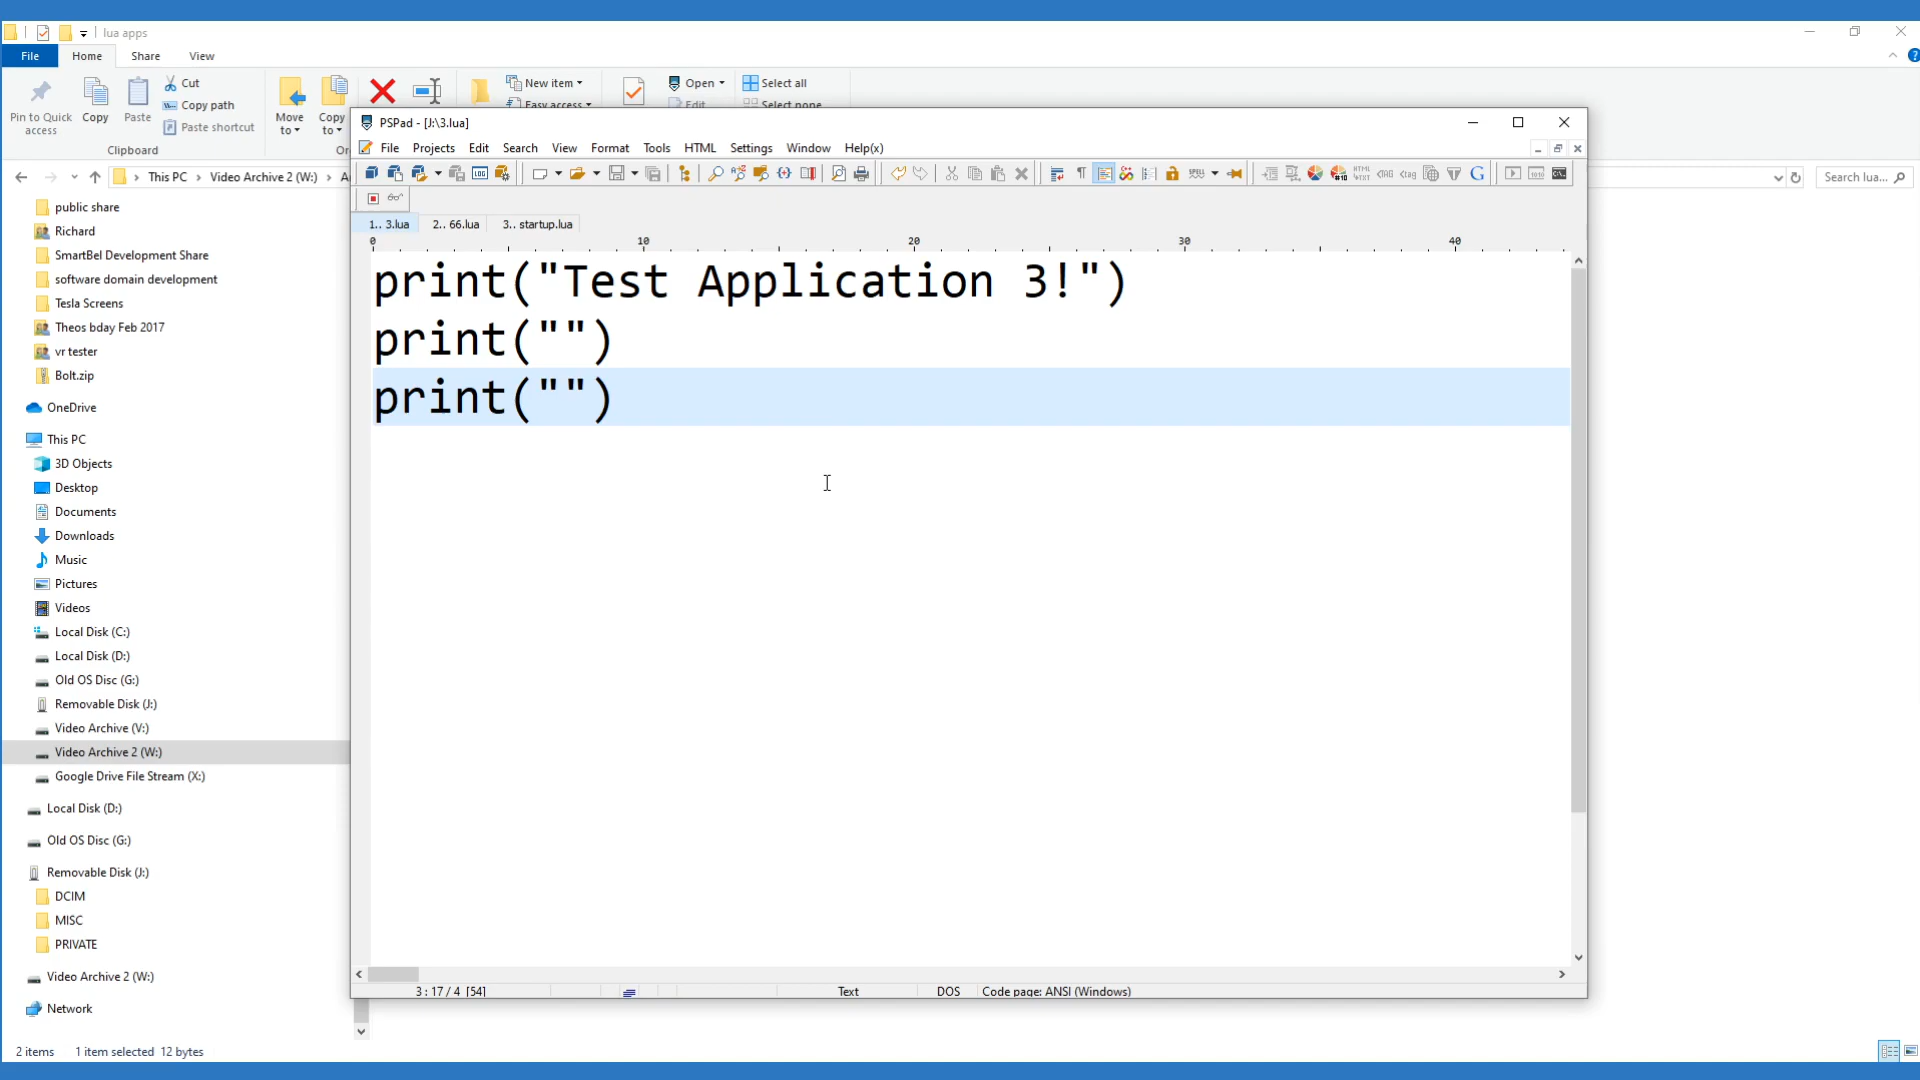 lua apps
File Home Share View
Pin to Quick access
Copy
Paste
Cut
Copy path
Paste shortcut
Clipboard
Move to
Copy to
New item
Easy access
Open
Edit
Select all
Select none
This PC Video Archive 2 (W:)
Search lua...
public share
Richard
SmartBel Development Share
software domain development
Tesla Screens
Theos bday Feb 2017
vr tester
Bolt.zip
OneDrive
This PC
3D Objects
Desktop
Documents
Downloads
Music
Pictures
Videos
Local Disk (C:)
Local Disk (D:)
Old OS Disc (G:)
Removable Disk (J:)
Video Archive (V:)
Video Archive 2 (W:)
Google Drive File Stream (X:)
Local Disk (D:)
Old OS Disc (G:)
Removable Disk (J:)
DCIM
MISC
PRIVATE
Video Archive 2 (W:)
Network
2 items 1 item selected 12 bytes
PSPad - [J:\3.lua]
File Projects Edit Search View Format Tools HTML Settings Window Help(x)
1.. 3.lua 2.. 66.lua 3.. startup.lua
0 10 20 30 40
print("Test Application 3!")
print("")
print("")
3 : 17 / 4 [54] Text DOS Code page: ANSI (Windows)